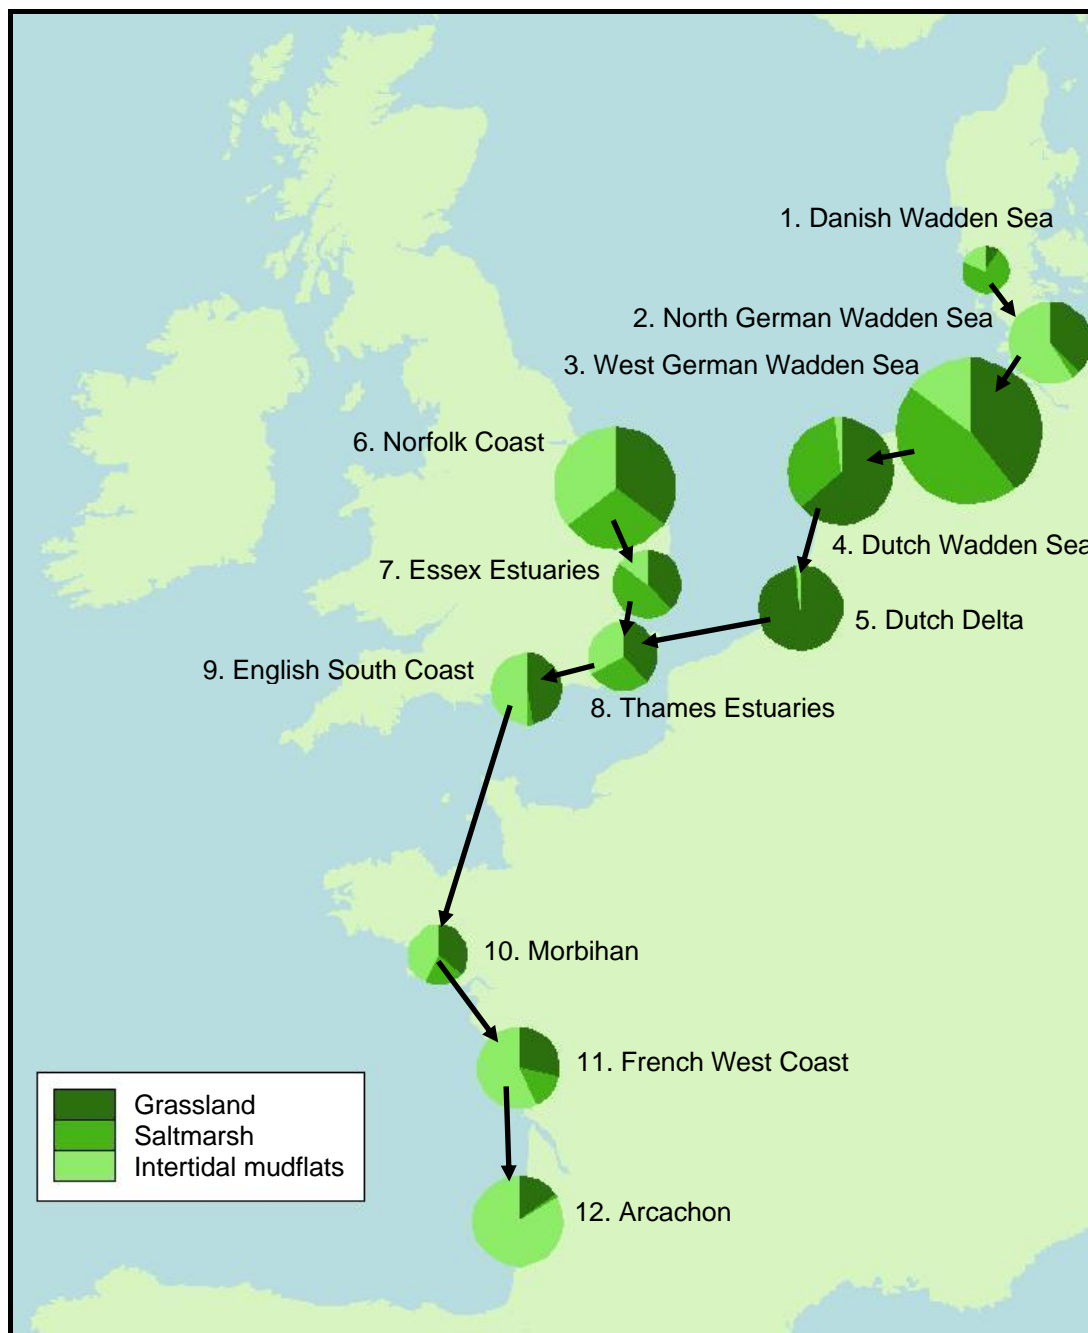 1. Danish Wadden Sea
2. North German Wadden Sea
3. West German Wadden Sea
6. Norfolk Coast
4. Dutch Wadden Sea
7. Essex Estuaries
5. Dutch Delta
9. English South Coast
8. Thames Estuaries
10. Morbihan
11. French West Coast
Grassland
Saltmarsh
Intertidal mudflats
12. Arcachon